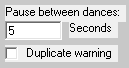 Pause between dances:
5 Seconds
Duplicate warning